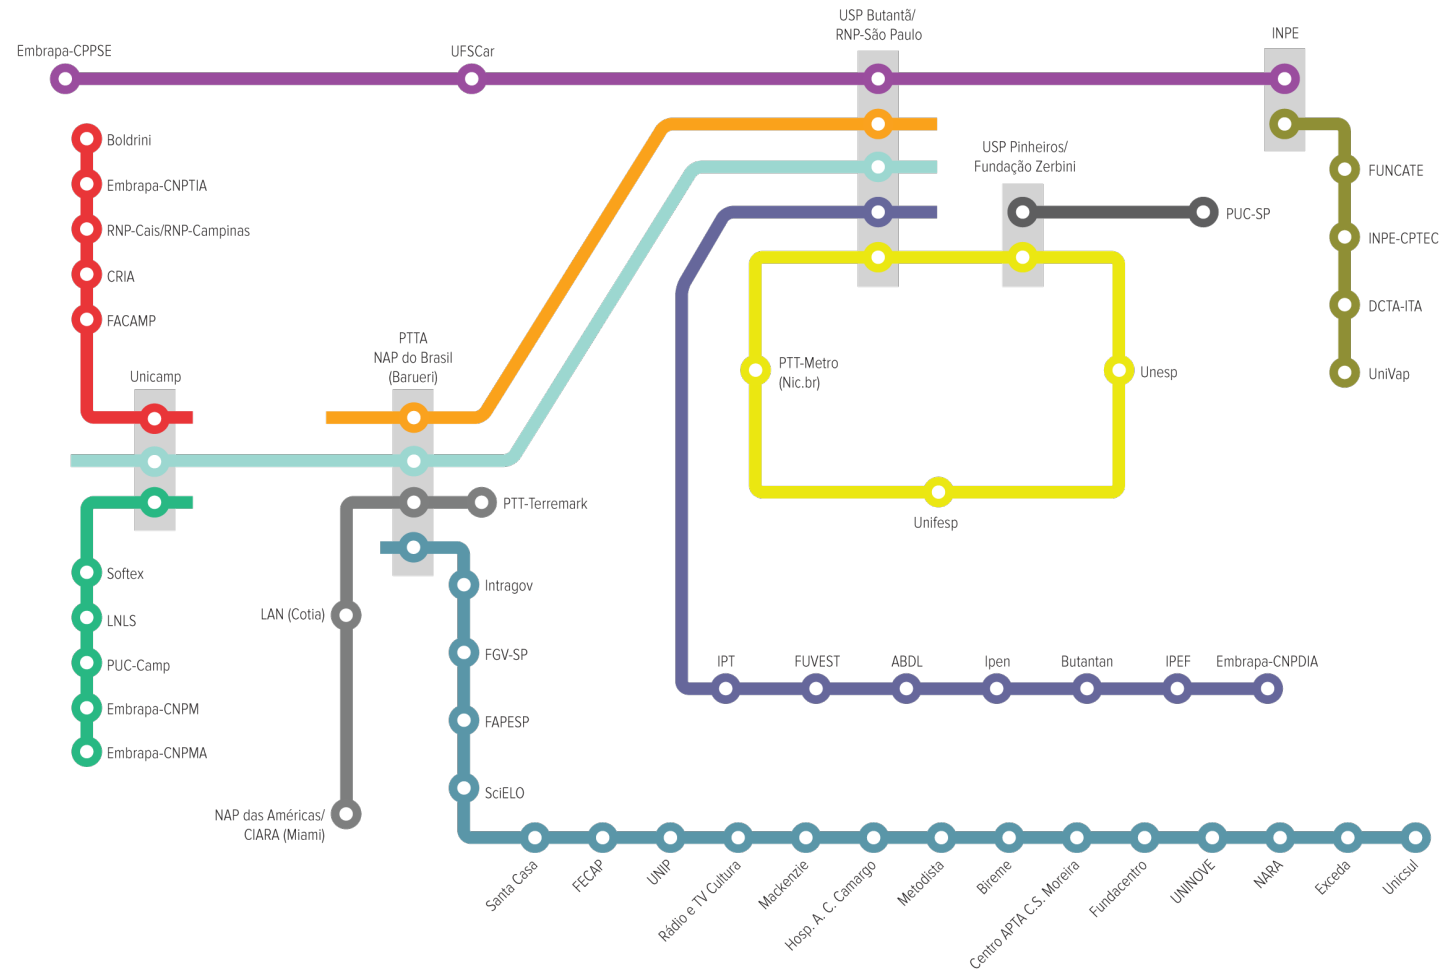 Embrapa-CPPSE
UFSCar
USP Butantã/
RNP-São Paulo
INPE
Boldrini
Embrapa-CNPTIA
RNP-Cais/RNP-Campinas
CRIA
FACAMP
Unicamp
PTTA
NAP do Brasil
(Barueri)
USP Pinheiros/
Fundação Zerbini
PUC-SP
FUNCATE
INPE-CPTEC
DCTA-ITA
UniVap
PTT-Metro
(Nic.br)
Unesp
Unifesp
PTT-Terremark
Softex
LNLS
PUC-Camp
Embrapa-CNPM
Embrapa-CNPMA
LAN (Cotia)
NAP das Américas/
CIARA (Miami)
Intragov
FGV-SP
FAPESP
SciELO
IPT
FUVEST
ABDL
Ipen
Butantan
IPEF
Embrapa-CNPDIA
Santa Casa
FECAP
UNIP
Rádio e TV Cultura
Mackenzie
Hosp. A. C. Camargo
Metodista
Bireme
Centro APTA C.S. Moreira
Fundacentro
UNINOVE
NARA
Exceda
Unicsul